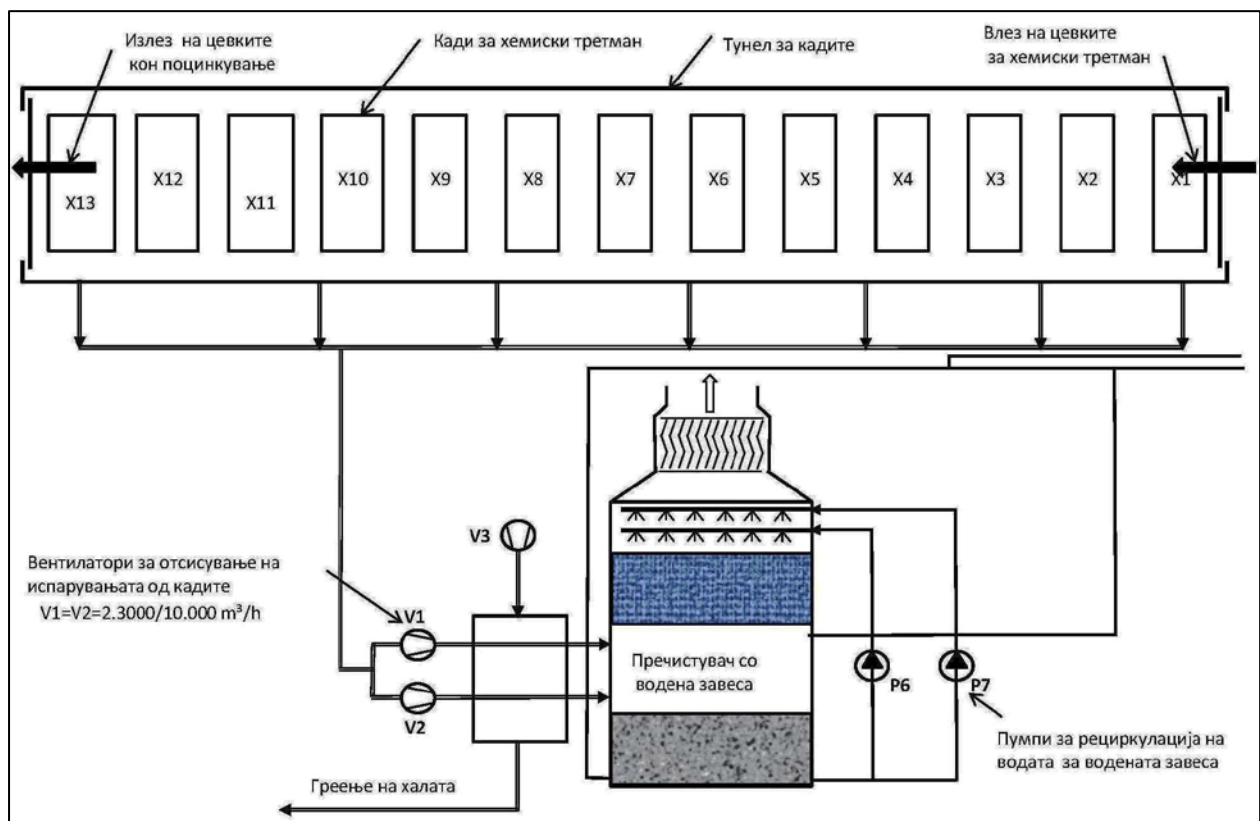 Излез на цевките
кон поцинкување
Кади за хемиски третман
Тунел за кадите
Влез на цевките
за хемиски третман
X13
X12
X11
X10
X9
X8
X7
X6
X5
X4
X3
X2
X1
V3
Вентилатори за отсисување на
испарувањата од кадите
V1=V2=2.3000/10.000 m³/h
V1
V2
Пречистувач со
водена завеса
P6
P7
Пумпи за рециркулација на
водата за водената завеса
Греење на халата